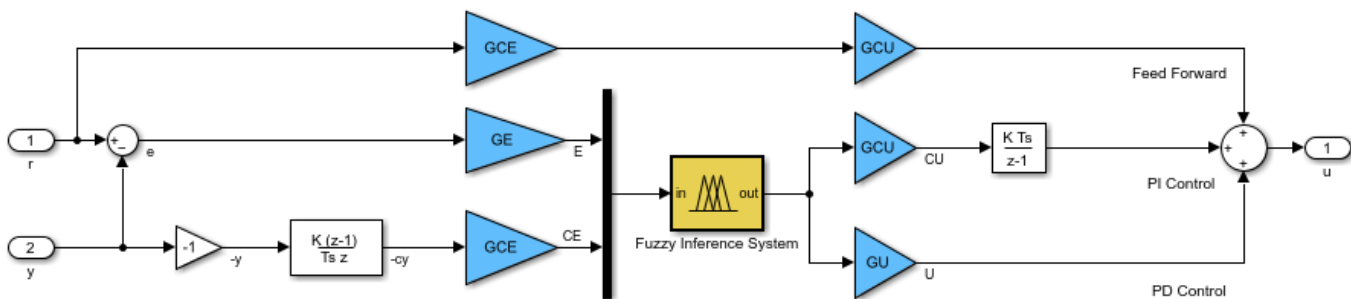 GCE
GCU
Feed Forward
1
r
+
−
e
GE
E
in
out
Fuzzy Inference System
GCU
CU
K Ts
z-1
PI Control
+
+
+
1
u
2
y
-1
-y
K (z-1)
Ts z
-cy
GCE
CE
GU
U
PD Control